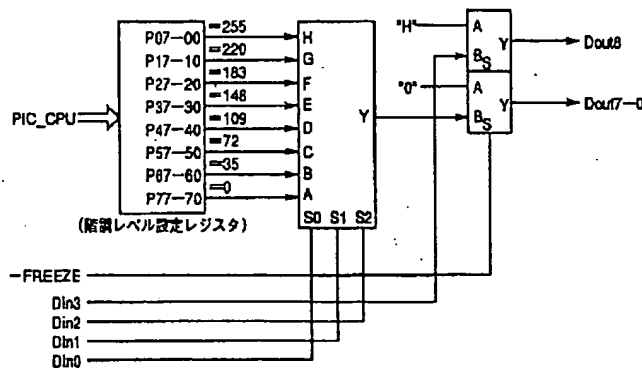 PIC_CPU
P07-00
P17-10
P27-20
P37-30
P47-40
P57-50
P67-60
P77-70
=255
=220
=183
=148
=109
=72
=35
=0
H
G
F
E
D
C
B
A
Y
S0 S1 S2
(階調レベル設定レジスタ)
"H"
A
B
S
Y
Dout8
"0"
A
B
S
Y
Dout7-0
-FREEZE
Din3
Din2
Din1
Din0